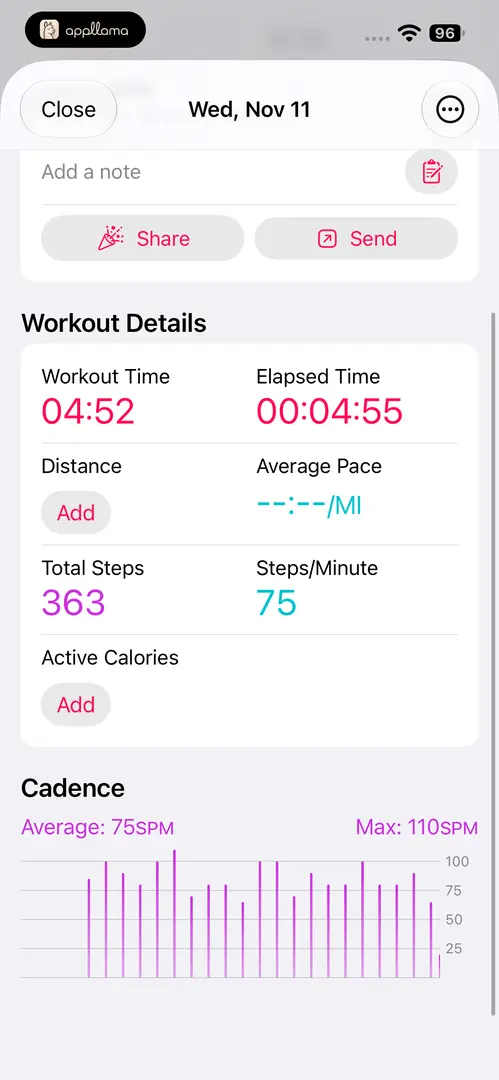 appllama
96
Close
Wed, Nov 11
Add a note
Share
Send
Workout Details
Workout Time
Elapsed Time
04:52
00:04:55
Distance
Average Pace
Add
--:--/MI
Total Steps
Steps/Minute
363
75
Active Calories
Add
Cadence
Average: 75SPM
Max: 110SPM
100
75
50
25